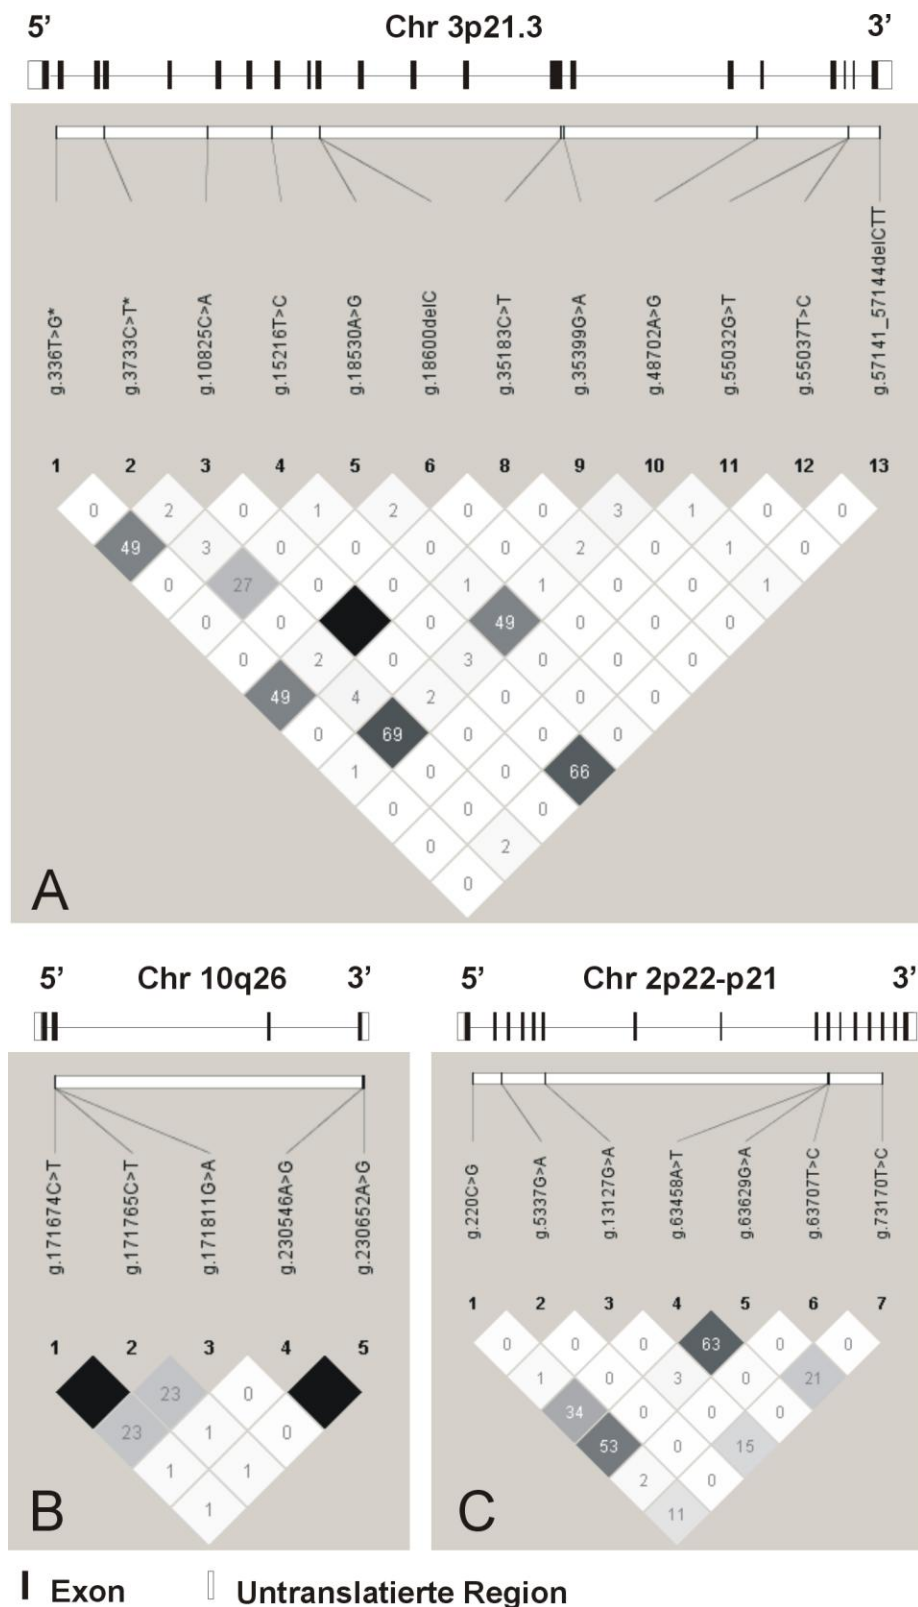 5’ Chr 3p21.3 3’
g.336T>G*
g.3733C>T*
g.10825C>A
g.15216T>C
g.18530A>G
g.18600delC
g.35183C>T
g.35399G>A
g.48702A>G
g.55032G>T
g.55037T>C
g.57141_57144delCTT
1 2 3 4 5 6 8 9 10 11 12 13
0 2 0 1 2 0 0 3 1 0 0
49 3 0 0 0 0 2 0 1 0
0 27 0 0 1 1 0 0 1
0 0 0 49 0 0 0
0 2 0 3 0 0 0
49 4 2 0 0 0
0 69 0 0 0
1 0 0 66
0 0 0
0 2
0
A
5’ Chr 10q26 3’
g.171674C>T
g.171765C>T
g.171811G>A
g.230546A>G
g.230652A>G
1 2 3 4 5
23 0
23 1 0
1 1
1
B
5’ Chr 2p22-p21 3’
g.220C>G
g.5337G>A
g.13127G>A
g.63458A>T
g.63629G>A
g.63707T>C
g.73170T>C
1 2 3 4 5 6 7
0 0 0 63 0 0
1 0 3 0 21
34 0 0 0
53 0 15
2 0
11
C
Exon Untranslatierte Region